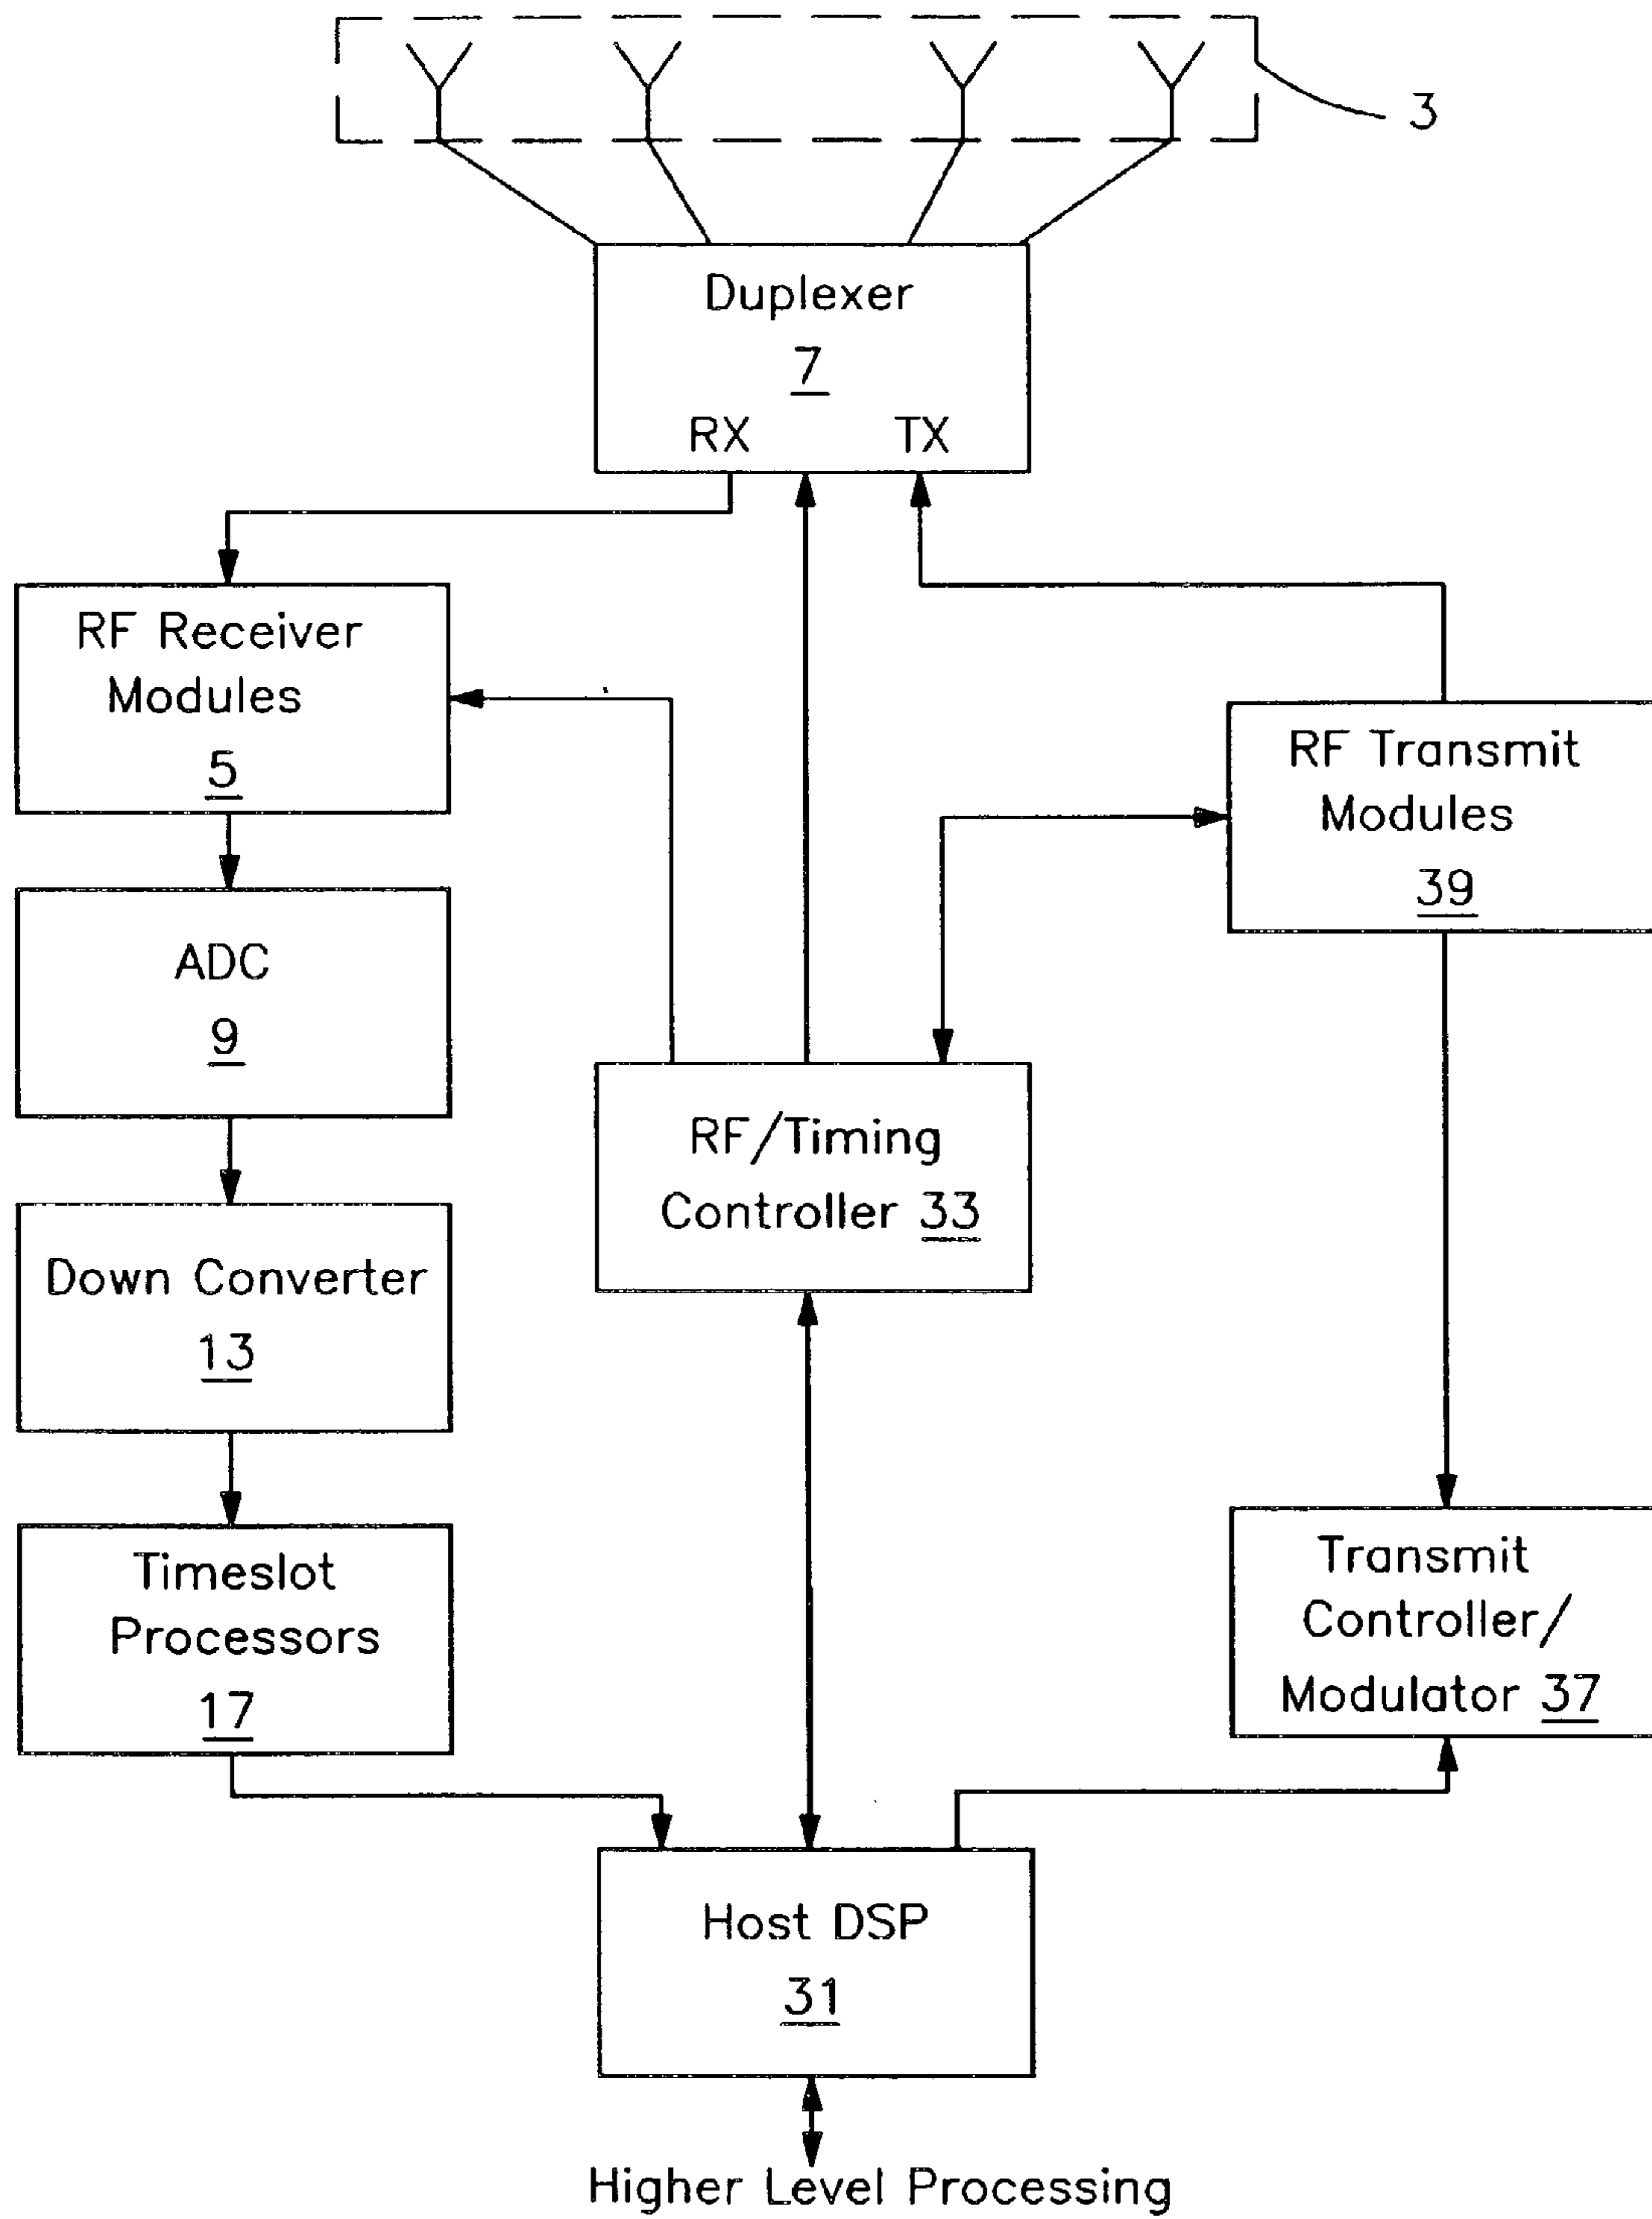 3
Duplexer
7
RX TX
RF Receiver
Modules
5
RF Transmit
Modules
39
ADC
9
RF/Timing
Controller 33
Down Converter
13
Timeslot
Processors
17
Transmit
Controller/
Modulator 37
Host DSP
31
Higher Level Processing